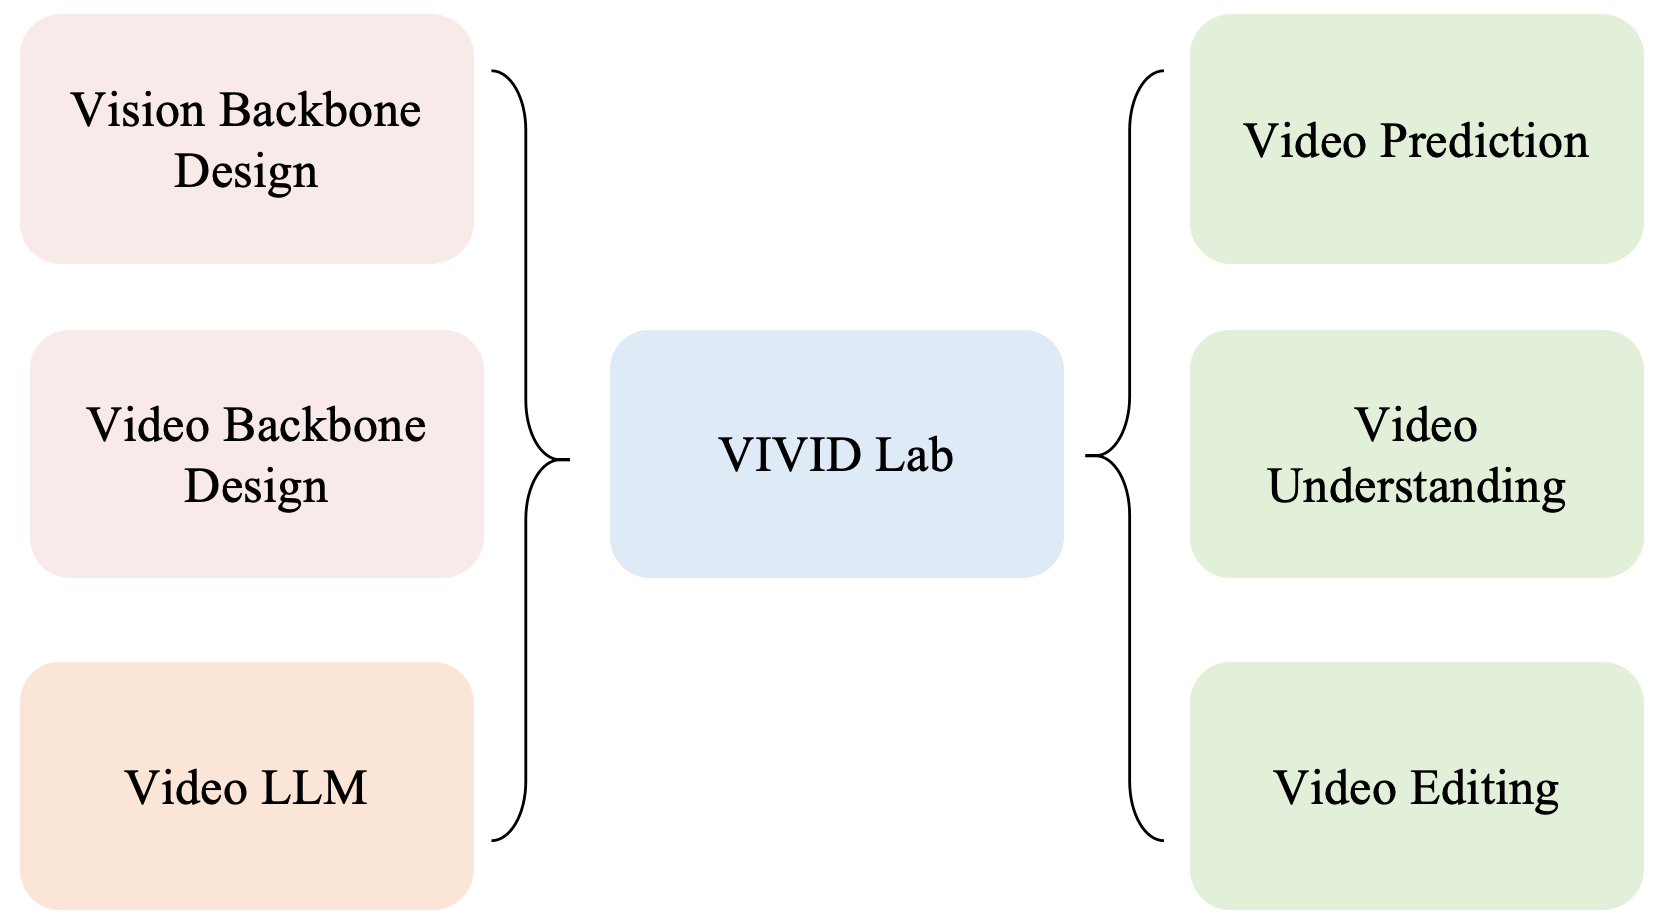 Vision Backbone
Design
Video Backbone
Design
Video LLM
VIVID Lab
Video Prediction
Video
Understanding
Video Editing